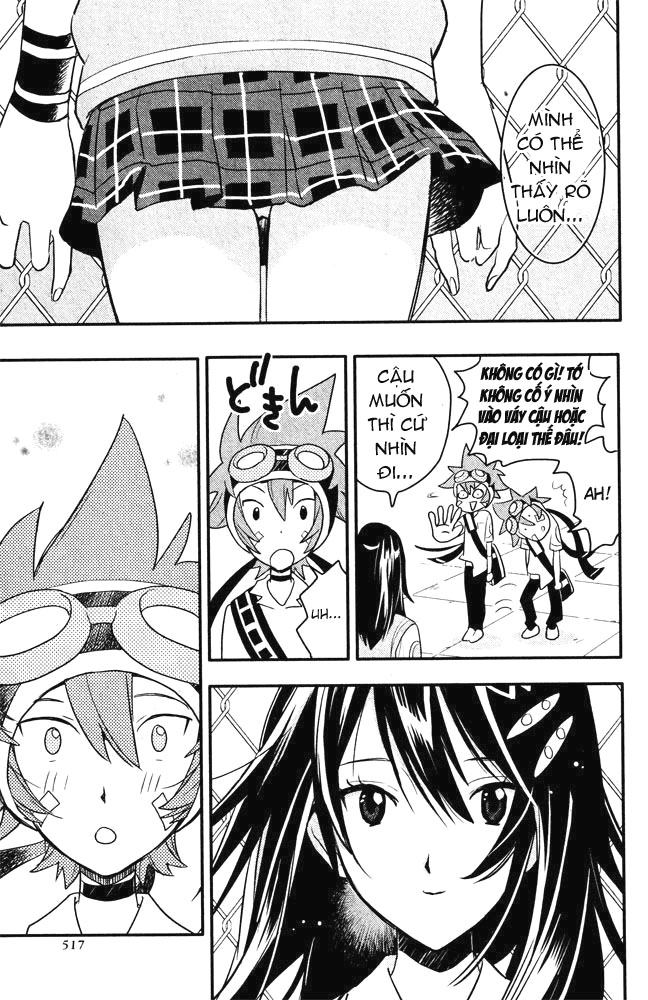 MÌNH
CÓ THỂ
NHÌN
THẤY RÕ
LUÔN...
KHÔNG CÓ GÌ! TỚ
KHÔNG CỐ Ý NHÌN
VÀO VÁY CẬU HOẶC
ĐẠI LOẠI THẾ ĐÂU!
AH!
CẬU
MUỐN
THÌ CỨ
NHÌN
ĐI...
どきん
UH...
517